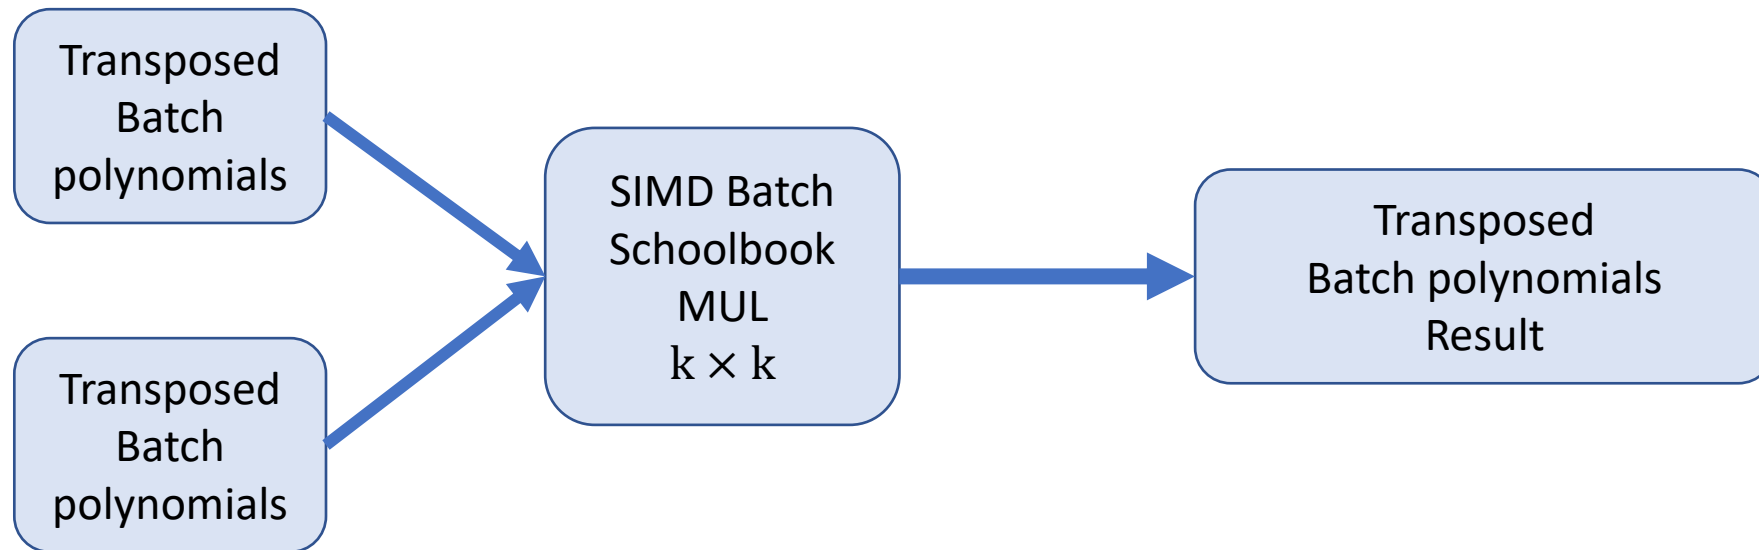 Transposed
Batch
polynomials
Transposed
Batch
polynomials
SIMD Batch
Schoolbook
MUL
k × k
Transposed
Batch polynomials
Result